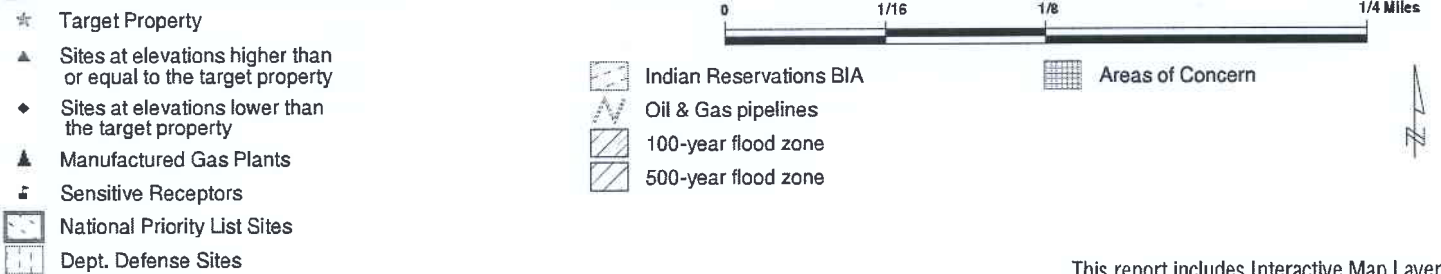 Target Property
Sites at elevations higher than
or equal to the target property
Sites at elevations lower than
the target property
Manufactured Gas Plants
Sensitive Receptors
National Priority List Sites
Dept. Defense Sites
0 1/16 1/8 1/4 Miles
Indian Reservations BIA
Oil & Gas pipelines
100-year flood zone
500-year flood zone
Areas of Concern
N
This report includes Interactive Map Layer